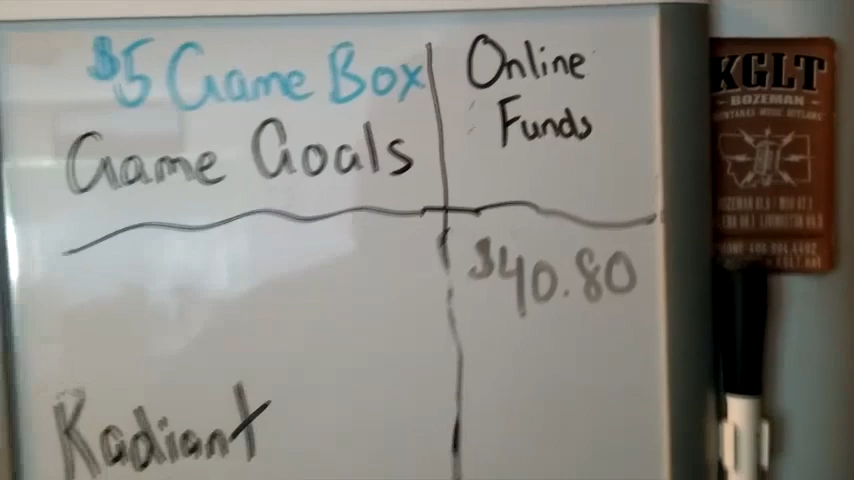 $5 Game Box
Game Goals
Online
Funds
$40.80
Radiant
KGLT
- BOZEMAN -